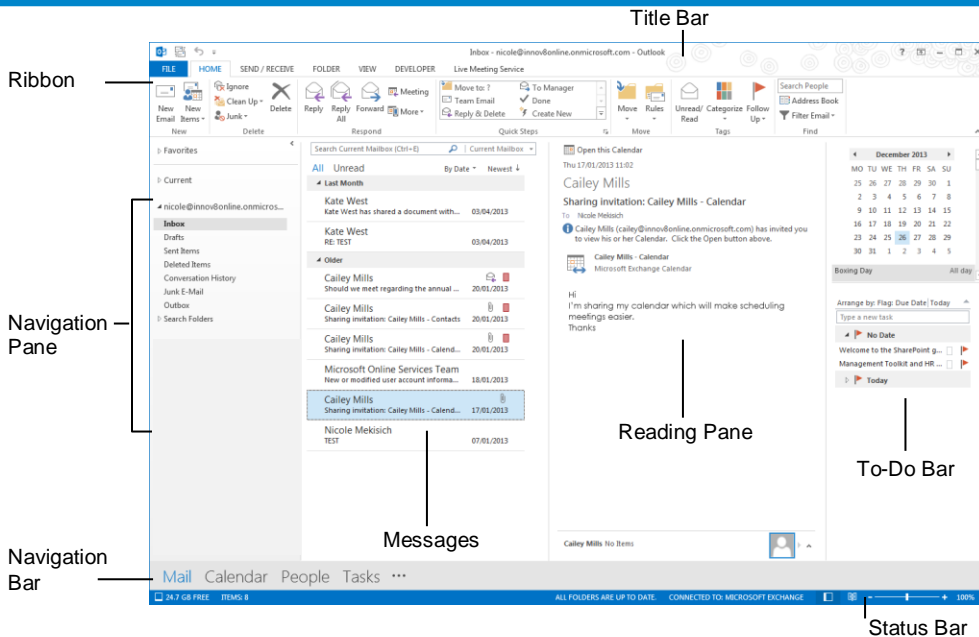 Title Bar
Ribbon
Inbox - nicole@innov8online.onmicrosoft.com - Outlook
FILE HOME SEND / RECEIVE FOLDER VIEW DEVELOPER Live Meeting Service
New Email
New Items
Ignore
Clean Up
Junk
Delete
Reply
Reply All
Forward
Meeting
More
Move to: ?
Team Email
Reply & Delete
To Manager
Done
Create New
Move
Rules
Unread/ Read
Categorize
Follow Up
Search People
Address Book
Filter Email
New Delete Respond Quick Steps Move Tags Find
Favorites
Current
nicole@innov8online.onmicros...
Inbox
Drafts
Sent Items
Deleted Items
Conversation History
Junk E-Mail
Outbox
Search Folders
Navigation
Pane
Search Current Mailbox (Ctrl+E) Current Mailbox
All Unread By Date Newest ↓
Last Month
Kate West
Kate West has shared a document with... 03/04/2013
Kate West
RE: TEST 03/04/2013
Older
Cailey Mills
Should we meet regarding the annual ... 20/01/2013
Cailey Mills
Sharing invitation: Cailey Mills - Contacts 20/01/2013
Cailey Mills
Sharing invitation: Cailey Mills - Calend... 20/01/2013
Microsoft Online Services Team
New or modified user account informa... 18/01/2013
Cailey Mills
Sharing invitation: Cailey Mills - Calend... 17/01/2013
Nicole Mekisich
TEST 07/01/2013
Messages
Open this Calendar
Thu 17/01/2013 11:02
Cailey Mills
Sharing invitation: Cailey Mills - Calendar
To Nicole Mekisich
Cailey Mills (cailey@innov8online.onmicrosoft.com) has invited you
to view his or her Calendar. Click the Open button above.
Cailey Mills - Calendar
Microsoft Exchange Calendar
Hi
I'm sharing my calendar which will make scheduling
meetings easier.
Thanks
Reading Pane
Cailey Mills No Items
December 2013
MO TU WE TH FR SA SU
25 26 27 28 29 30 1
2 3 4 5 6 7 8
9 10 11 12 13 14 15
16 17 18 19 20 21 22
23 24 25 26 27 28 29
30 31 1 2 3 4 5
Boxing Day All day
Arrange by: Flag: Due Date Today
Type a new task
No Date
Welcome to the SharePoint g...
Management Toolkit and HR ...
Today
To-Do Bar
Navigation
Bar
Mail Calendar People Tasks •••
24.7 GB FREE ITEMS: 8 ALL FOLDERS ARE UP TO DATE. CONNECTED TO: MICROSOFT EXCHANGE 100%
Status Bar